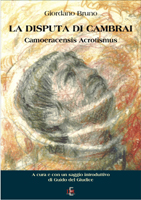 Giordano Bruno
LA DISPUTA DI CAMBRAI
Camoeracensis Acrotismus
A cura e con un saggio introduttivo
di Guido del Giudice